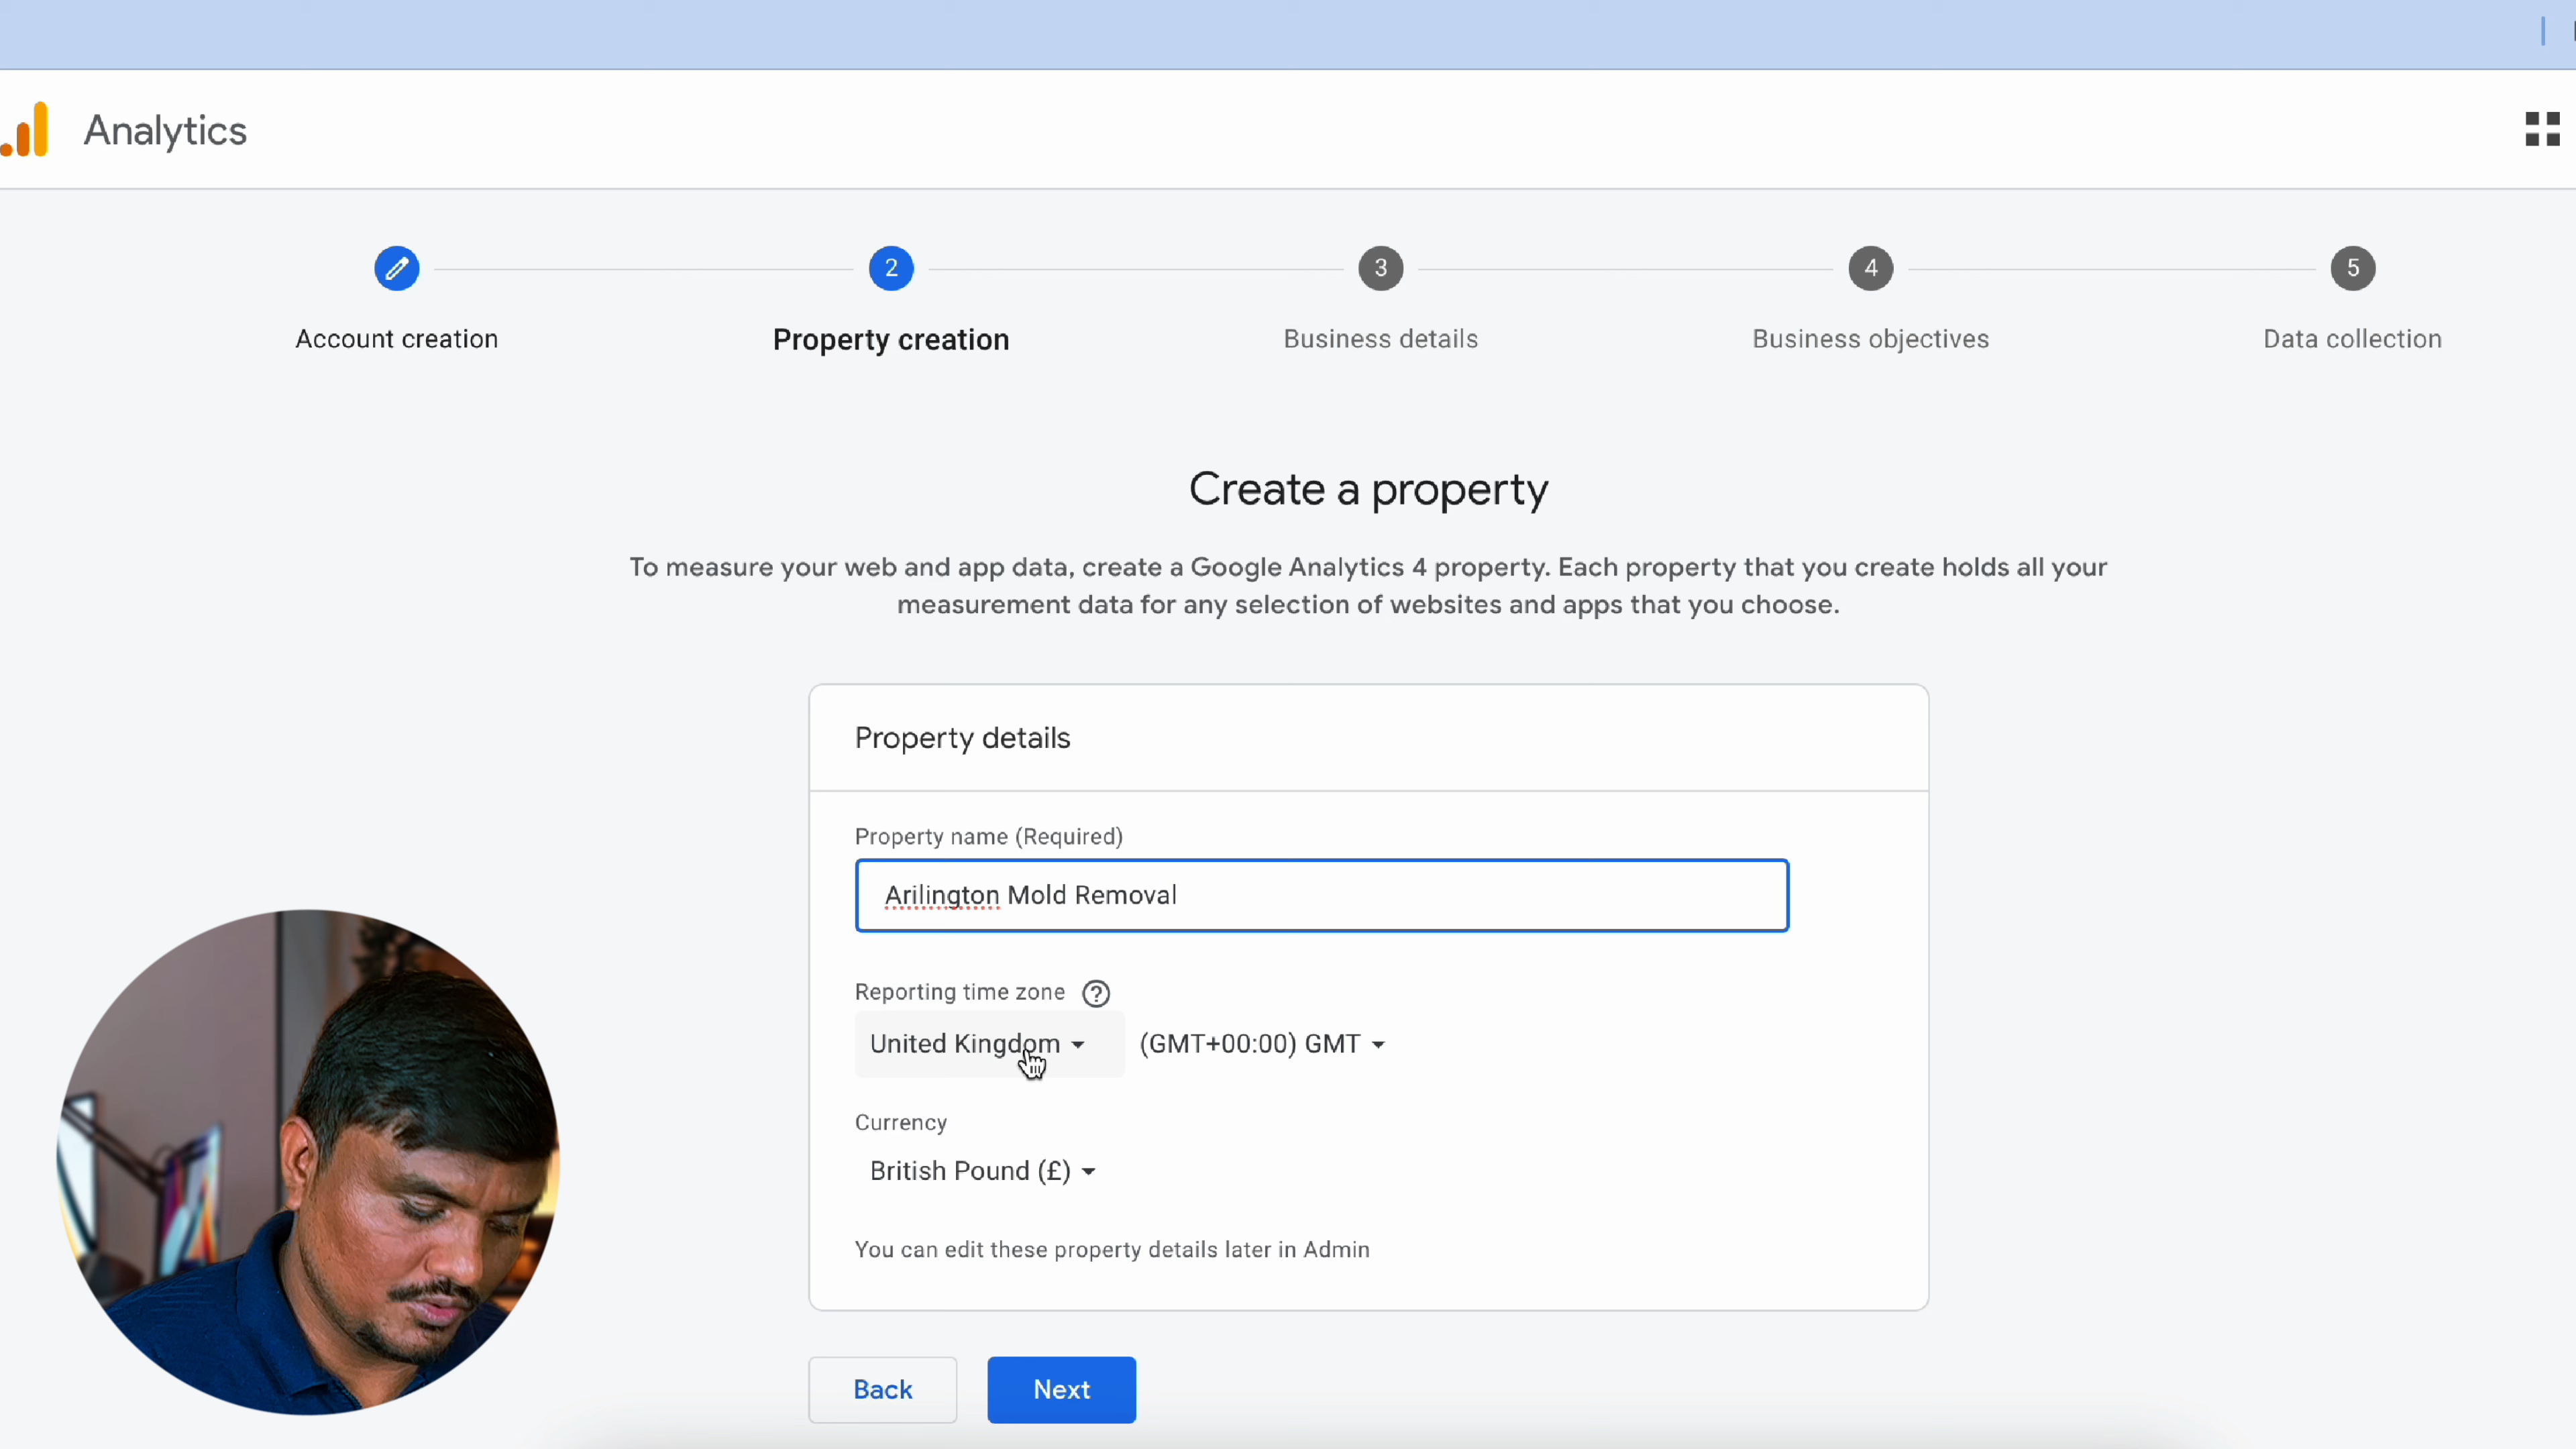 Analytics
2
3
4
5
Account creation
Property creation
Business details
Business objectives
Data collection
Create a property
To measure your web and app data, create a Google Analytics 4 property. Each property that you create holds all your
measurement data for any selection of websites and apps that you choose.
Property details
Property name (Required)
Arilington Mold Removal
Reporting time zone ?
United Kingdom (GMT+00:00) GMT
Currency
British Pound (£)
You can edit these property details later in Admin
Back
Next